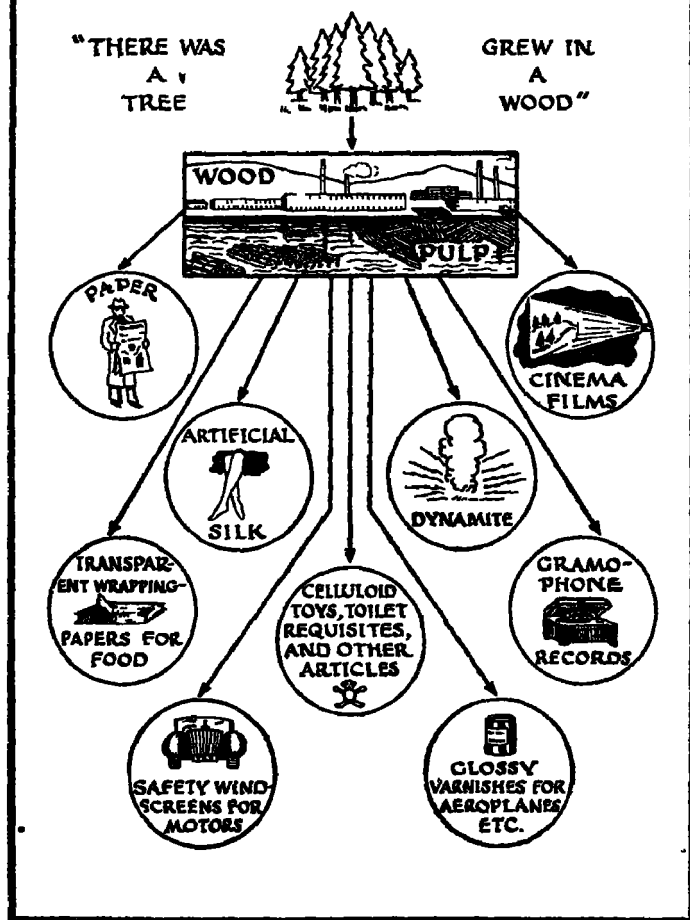 "THERE WAS
A
TREE
GREW IN
A
WOOD"
WOOD
PULP
PAPER
CINEMA
FILMS
ARTIFICIAL
SILK
DYNAMITE
TRANSPAR-
ENT WRAPPING-
PAPERS FOR
FOOD
CELLULOID
TOYS, TOILET
REQUISITES,
AND OTHER
ARTICLES
GRAMO-
PHONE
RECORDS
SAFETY WIND-
SCREENS FOR
MOTORS
GLOSSY
VARNISHES FOR
AEROPLANES
ETC.